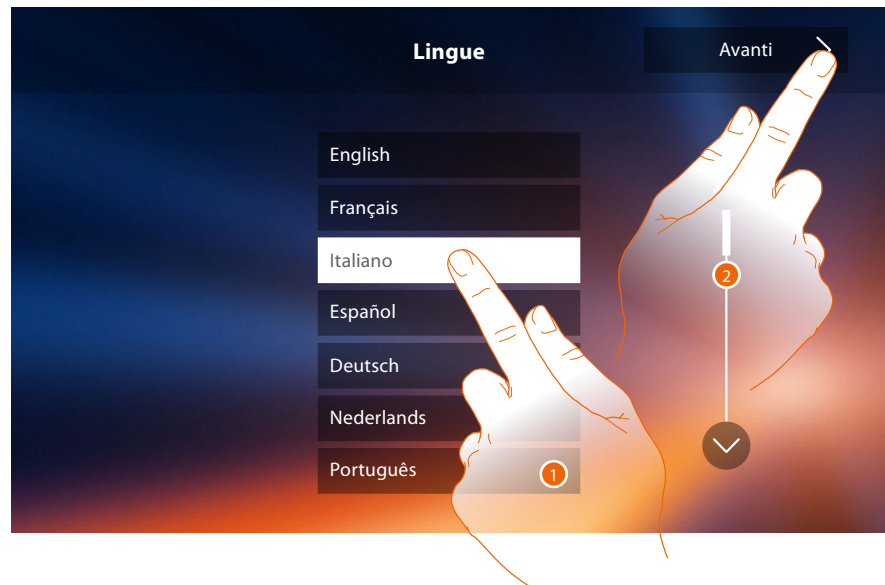 Lingue
Avanti
English
Français
Italiano
Español
Deutsch
Nederlands
Português
1
2